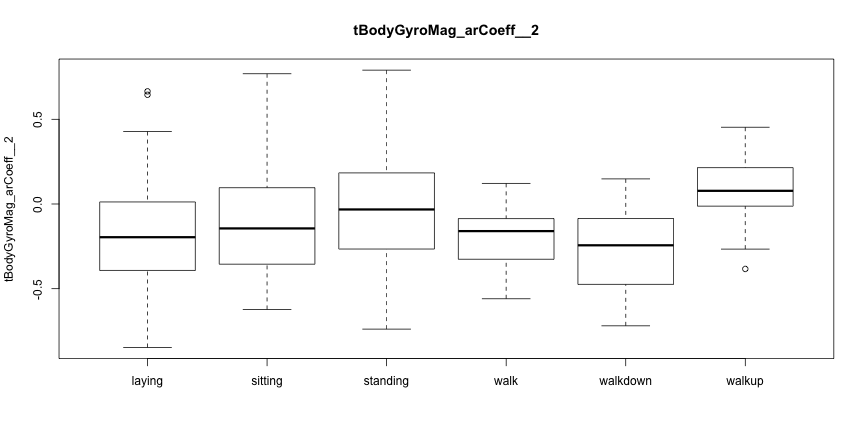 tBodyGyroMag_arCoeff__2
tBodyGyroMag_arCoeff__2
0.5
0.0
-0.5
laying sitting standing walk walkdown walkup